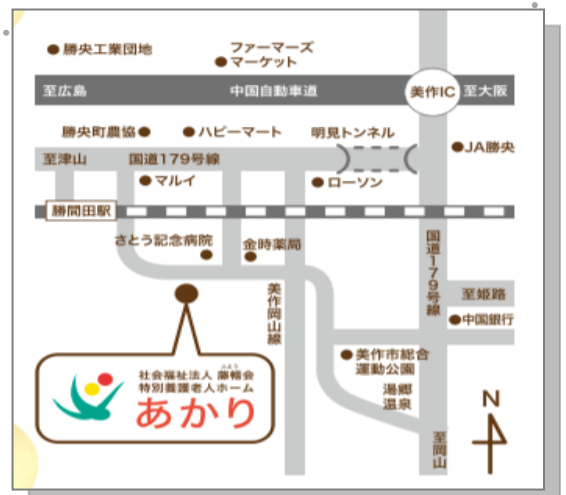 勝央工業団地
ファーマーズ
マーケット
至広島
中国自動車道
美作IC
至大阪
勝央町農協
ハピーマート
明見トンネル
JA勝央
至津山
国道179号線
マルイ
ローソン
勝間田駅
さとう記念病院
金時薬局
国道179号線
美作岡山線
至姫路
中国銀行
美作市総合
運動公園
湯郷
温泉
至岡山
N
ふよう
社会福祉法人 芙蓉会
特別養護老人ホーム
あかり